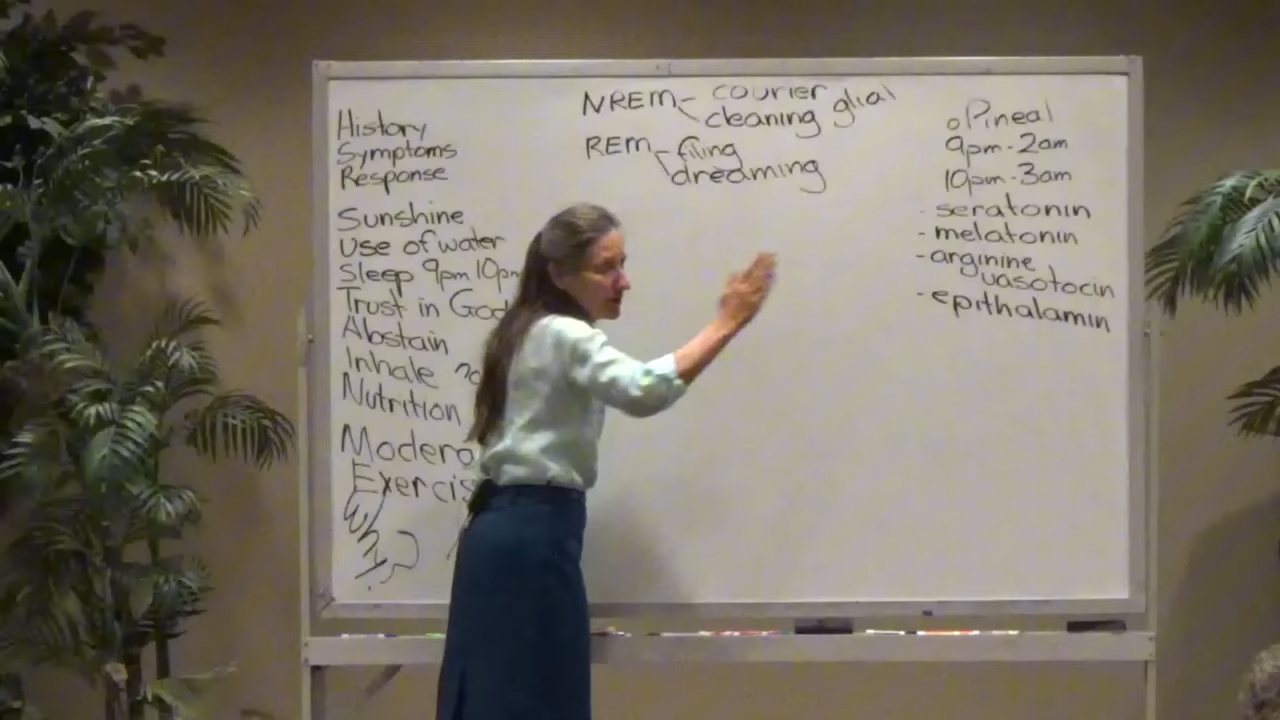 History
Symptoms
Response
Sunshine
Use of water
Sleep 9pm 10pm
Trust in God
Abstain
Inhale
Nutrition
Modera
Exercis
NREM - courier
cleaning glial
REM - filing
dreaming
o Pineal
9pm - 2am
10pm - 3am
- seratonin
- melatonin
- arginine
vasotocin
- epithalamin